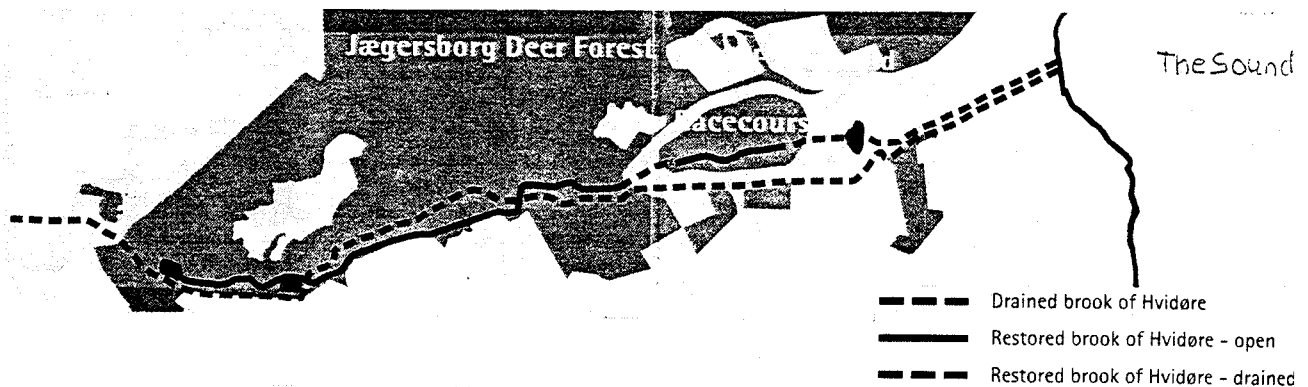 Jægersborg Deer Forest
The Sound
Drained brook of Hvidøre
Restored brook of Hvidøre - open
Restored brook of Hvidøre - drained